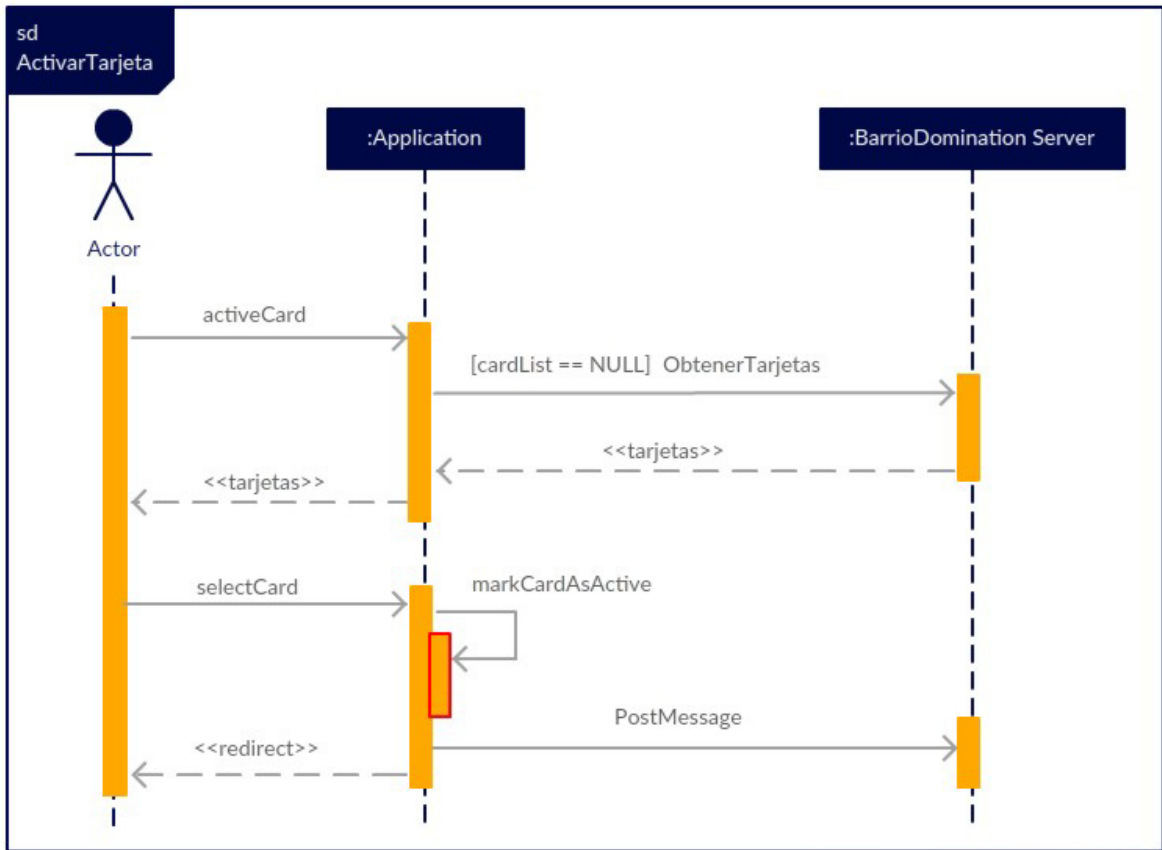 sd
ActivarTarjeta
:Application
:BarrioDomination Server
Actor
activeCard
[cardList == NULL]  ObtenerTarjetas
<<tarjetas>>
<<tarjetas>>
selectCard
markCardAsActive
PostMessage
<<redirect>>